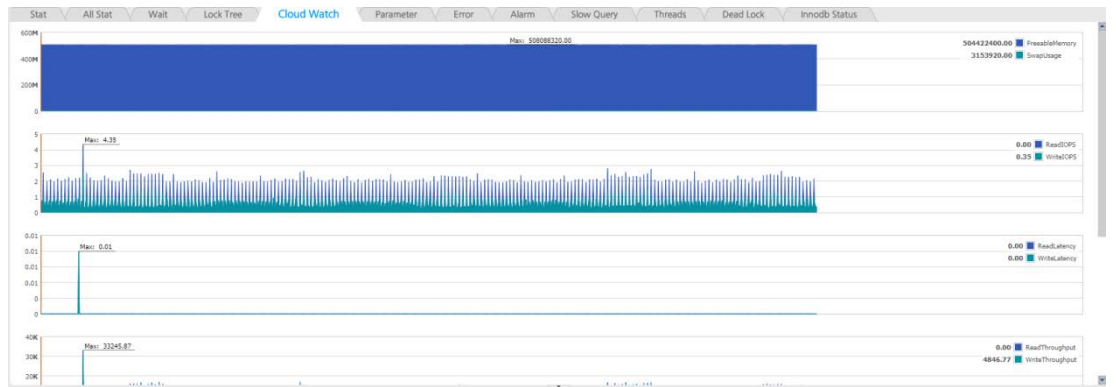 Stat All Stat Wait Lock Tree Cloud Watch Parameter Error Alarm Slow Query Threads Dead Lock Innodb Status
600M
Max: 508088320.00
504422400.00 FreeableMemory
400M
3153920.00 SwapUsage
200M
0
5
Max: 4.35
0.00 ReadIOPS
4
0.35 WriteIOPS
3
2
1
0
0.01
Max: 0.01
0.00 ReadLatency
0.01
0.00 WriteLatency
0.01
0.01
0
0
40K
Max: 33245.87
0.00 ReadThroughput
30K
4846.77 WriteThroughput
20K